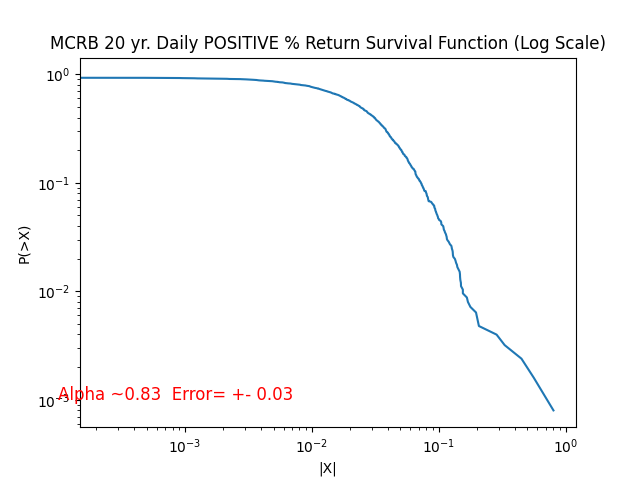 MCRB 20 yr. Daily POSITIVE % Return Survival Function (Log Scale)
10⁰
10⁻¹
10⁻²
10⁻³
P(>X)
Alpha ~0.83  Error= +- 0.03
10⁻³ 10⁻² 10⁻¹ 10⁰
|X|